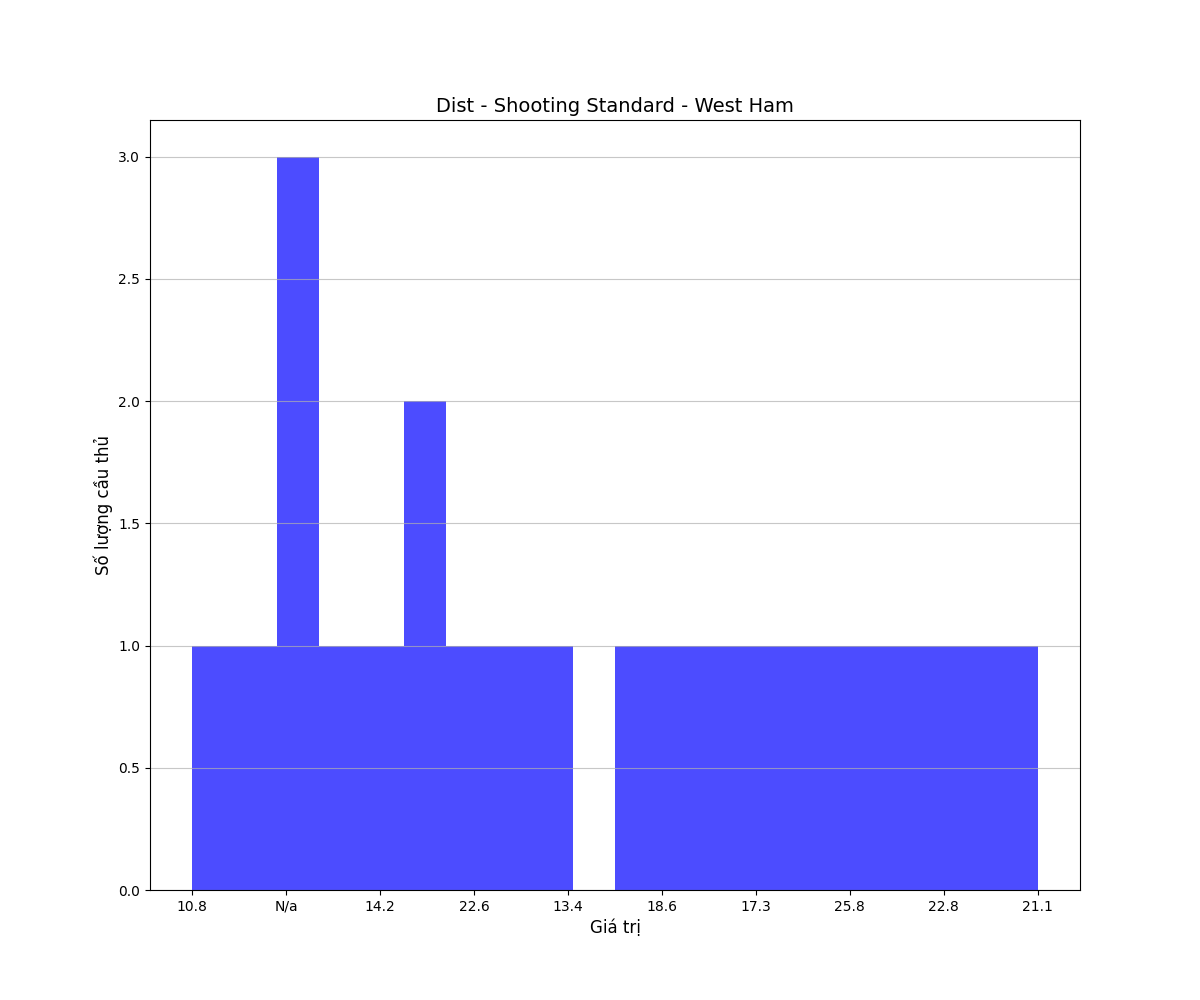 Dist - Shooting Standard - West Ham
Số lượng cầu thủ
3.0
2.5
2.0
1.5
1.0
0.5
0.0
10.8 N/a 14.2 22.6 13.4 18.6 17.3 25.8 22.8 21.1
Giá trị